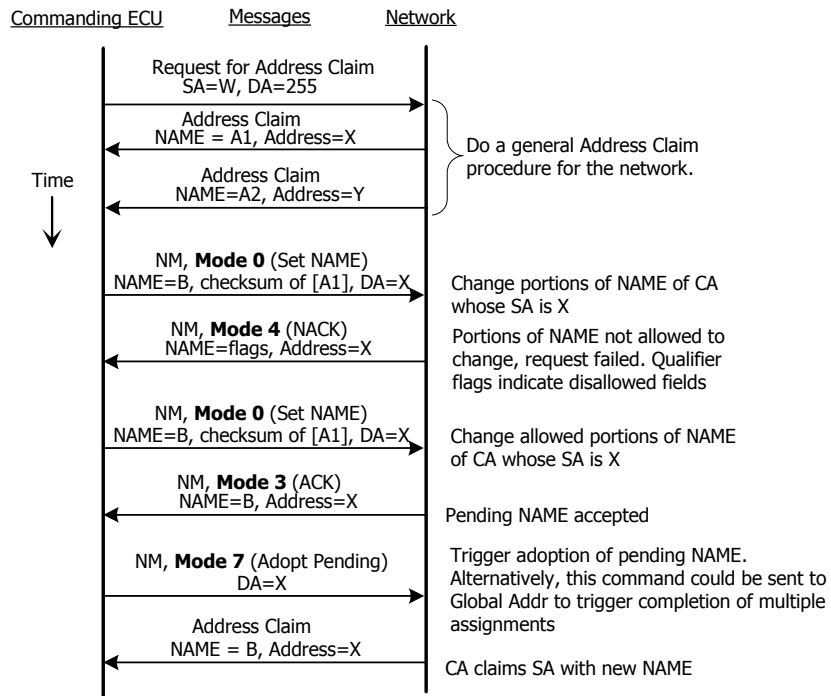 Commanding ECU Messages Network
Request for Address Claim
SA=W, DA=255
Address Claim
NAME = A1, Address=X
Do a general Address Claim
procedure for the network.
Time
Address Claim
NAME=A2, Address=Y
NM, Mode 0 (Set NAME)
NAME=B, checksum of [A1], DA=X
Change portions of NAME of CA
whose SA is X
NM, Mode 4 (NACK)
NAME=flags, Address=X
Portions of NAME not allowed to
change, request failed. Qualifier
flags indicate disallowed fields
NM, Mode 0 (Set NAME)
NAME=B, checksum of [A1], DA=X
Change allowed portions of NAME
of CA whose SA is X
NM, Mode 3 (ACK)
NAME=B, Address=X
Pending NAME accepted
NM, Mode 7 (Adopt Pending)
DA=X
Trigger adoption of pending NAME.
Alternatively, this command could be sent to
Global Addr to trigger completion of multiple
assignments
Address Claim
NAME = B, Address=X
CA claims SA with new NAME